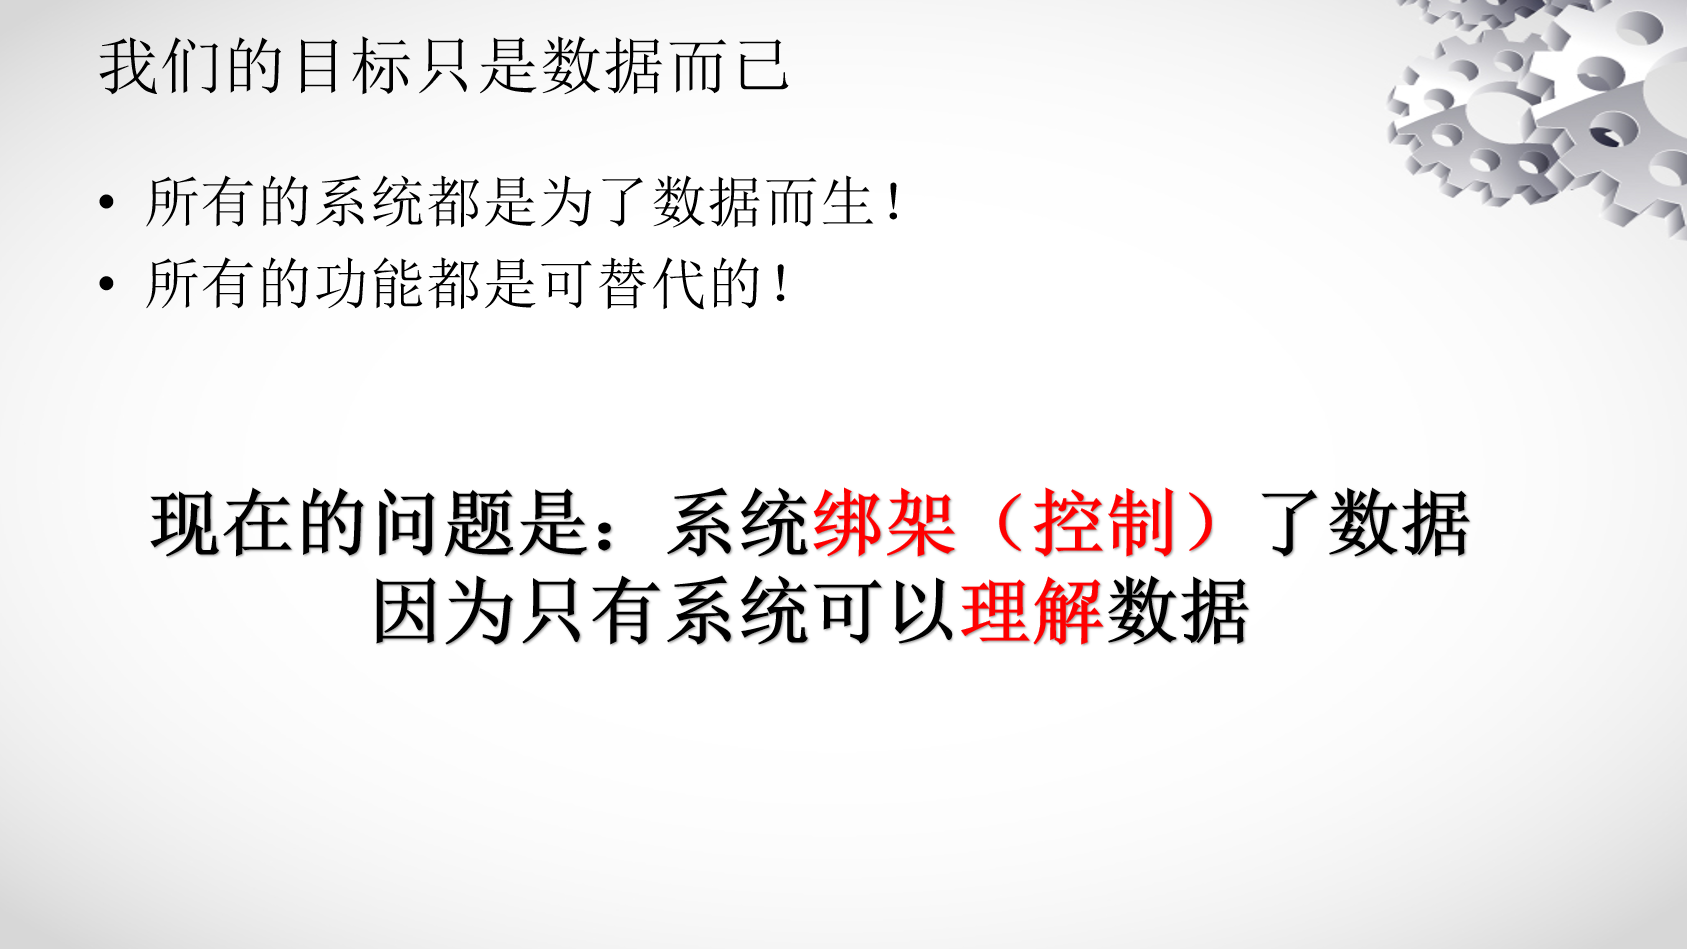 我们的目标只是数据而已
• 所有的系统都是为了数据而生！
• 所有的功能都是可替代的！
现在的问题是：系统绑架（控制）了数据
因为只有系统可以理解数据